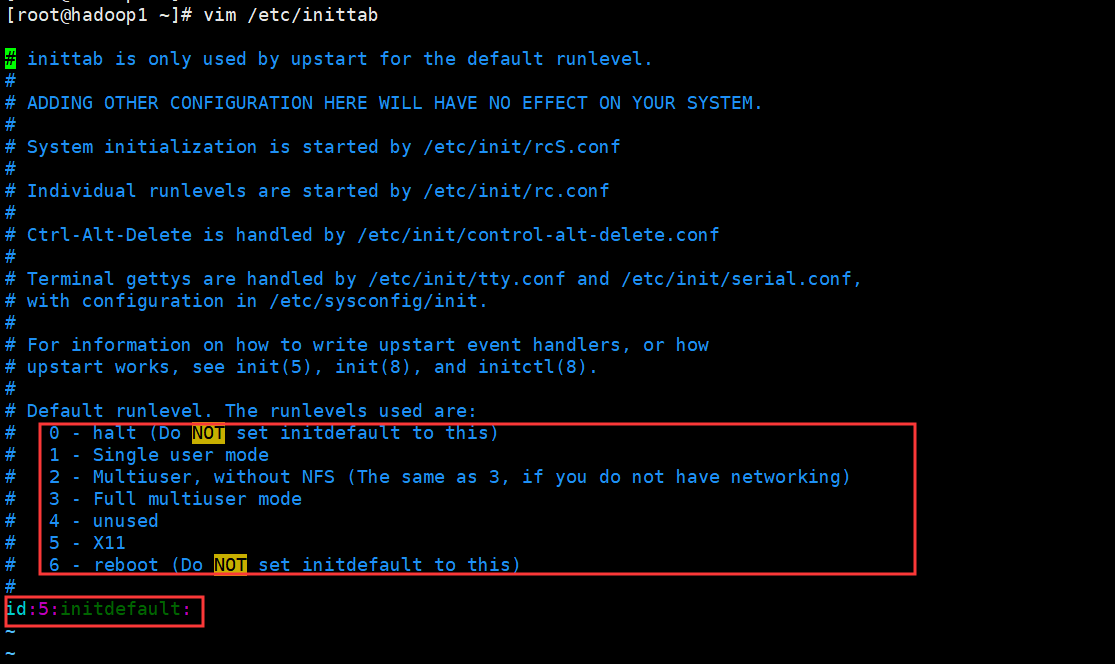 [root@hadoop1 ~]# vim /etc/inittab
# inittab is only used by upstart for the default runlevel.
#
# ADDING OTHER CONFIGURATION HERE WILL HAVE NO EFFECT ON YOUR SYSTEM.
#
# System initialization is started by /etc/init/rcS.conf
#
# Individual runlevels are started by /etc/init/rc.conf
#
# Ctrl-Alt-Delete is handled by /etc/init/control-alt-delete.conf
#
# Terminal gettys are handled by /etc/init/tty.conf and /etc/init/serial.conf,
# with configuration in /etc/sysconfig/init.
#
# For information on how to write upstart event handlers, or how
# upstart works, see init(5), init(8), and initctl(8).
#
# Default runlevel. The runlevels used are:
#   0 - halt (Do NOT set initdefault to this)
#   1 - Single user mode
#   2 - Multiuser, without NFS (The same as 3, if you do not have networking)
#   3 - Full multiuser mode
#   4 - unused
#   5 - X11
#   6 - reboot (Do NOT set initdefault to this)
#
id:5:initdefault:
~
~